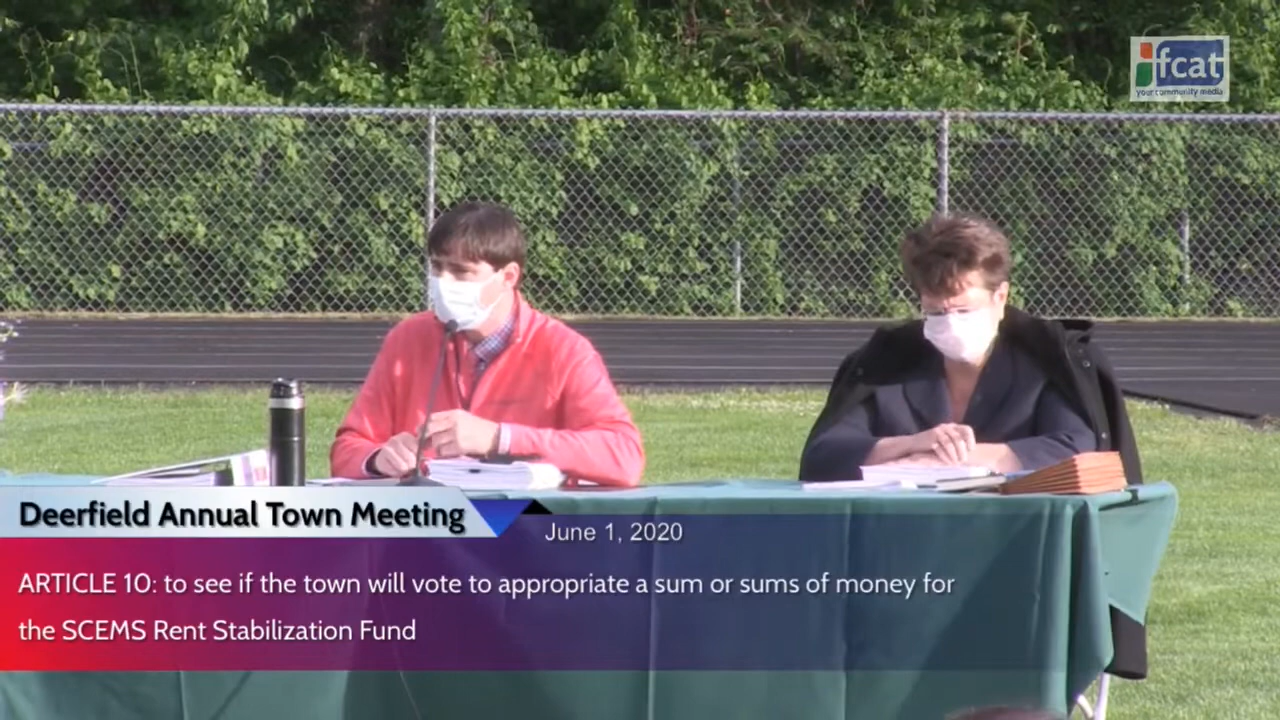 fcat
your community media
Deerfield Annual Town Meeting
June 1, 2020
ARTICLE 10: to see if the town will vote to appropriate a sum or sums of money for
the SCEMS Rent Stabilization Fund